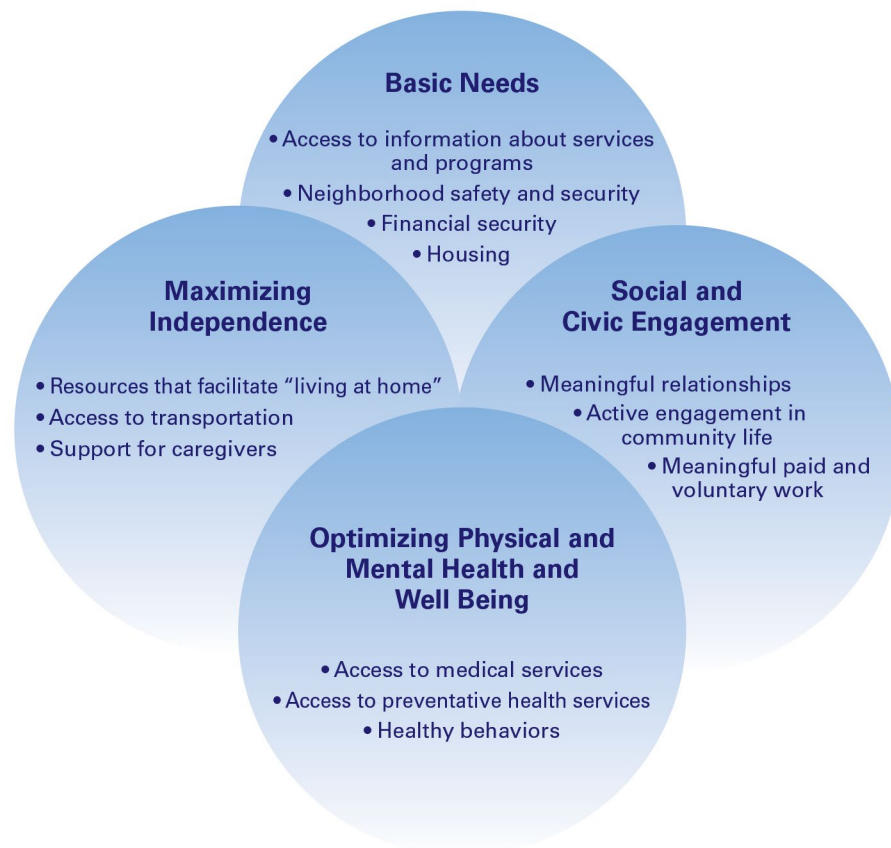 Basic Needs
• Access to information about services
and programs
• Neighborhood safety and security
• Financial security
• Housing
Maximizing
Independence
• Resources that facilitate “living at home”
• Access to transportation
• Support for caregivers
Social and
Civic Engagement
• Meaningful relationships
• Active engagement in
community life
• Meaningful paid and
voluntary work
Optimizing Physical and
Mental Health and
Well Being
• Access to medical services
• Access to preventative health services
• Healthy behaviors